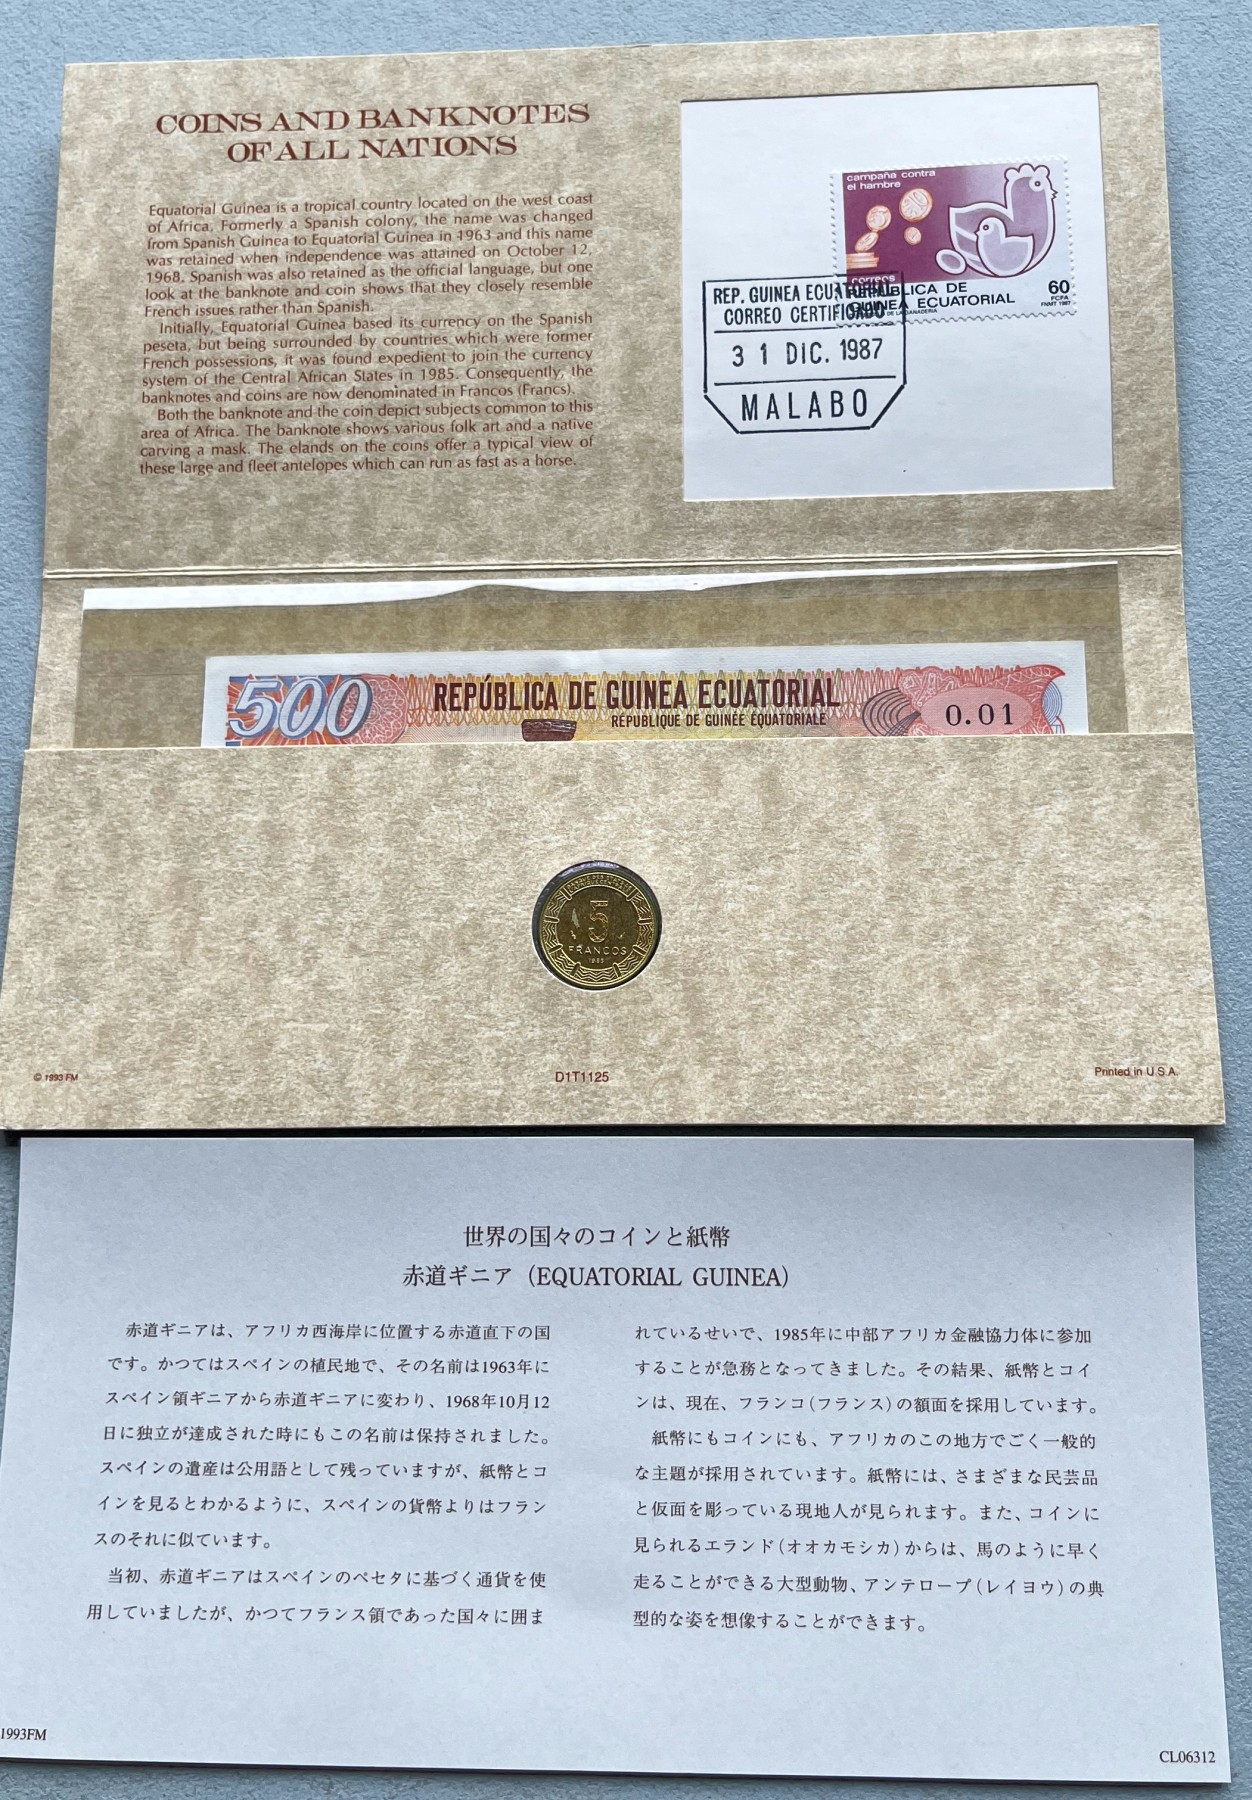 COINS AND BANKNOTES
OF ALL NATIONS
Equatorial Guinea is a tropical country located on the west coast
of Africa. Formerly a Spanish colony, the name was changed
from Spanish Guinea to Equatorial Guinea in 1963 and this name
was retained when independence was attained on October 12,
1968. Spanish was also retained as the official language, but one
look at the banknote and coin shows that they closely resemble
French issues rather than Spanish.
Initially, Equatorial Guinea based its currency on the Spanish
peseta, but being surrounded by countries which were former
French possessions, it was found expedient to join the currency
system of the Central African States in 1985. Consequently, the
banknotes and coins are now denominated in Francos (Francs).
Both the banknote and the coin depict subjects common to this
area of Africa. The banknote shows various folk art and a native
carving a mask. The elands on the coins offer a typical view of
these large and fleet antelopes which can run as fast as a horse.
campaña contra
el hambre
correos
REPÚBLICA DE
GUINEA ECUATORIAL
60
FCFA
FNMT 1987
REP. GUINEA ECUATORIAL
CORREO CERTIFICADO
31 DIC. 1987
MALABO
500
REPÚBLICA DE GUINEA ECUATORIAL
REPUBLIQUE DE GUINÉE ÉQUATORIALE
0.01
5
FRANCOS
1985
© 1993 FM
D1T1125
Printed in U.S.A.
世界の国々のコインと紙幣
赤道ギニア (EQUATORIAL GUINEA)
赤道ギニアは、アフリカ西海岸に位置する赤道直下の国
です。かつてはスペインの植民地で、その名前は1963年に
スペイン領ギニアから赤道ギニアに変わり、1968年10月12
日に独立が達成された時にもこの名前は保持されました。
スペインの遺産は公用語として残っていますが、紙幣とコ
インを見るとわかるように、スペインの貨幣よりはフラン
スのそれに似ています。
当初、赤道ギニアはスペインのペセタに基づく通貨を使
用していましたが、かつてフランス領であった国々に囲ま
れているせいで、1985年に中部アフリカ金融協力体に参加
することが急務となってきました。その結果、紙幣とコイ
ンは、現在、フランコ(フランス)の額面を採用しています。
紙幣にもコインにも、アフリカのこの地方でごく一般的
な主題が採用されています。紙幣には、さまざまな民芸品
と仮面を彫っている現地人が見られます。また、コインに
見られるエランド(オオカモシカ)からは、馬のように早く
走ることができる大型動物、アンテロープ(レイヨウ)の典
型的な姿を想像することができます。
1993FM
CL06312